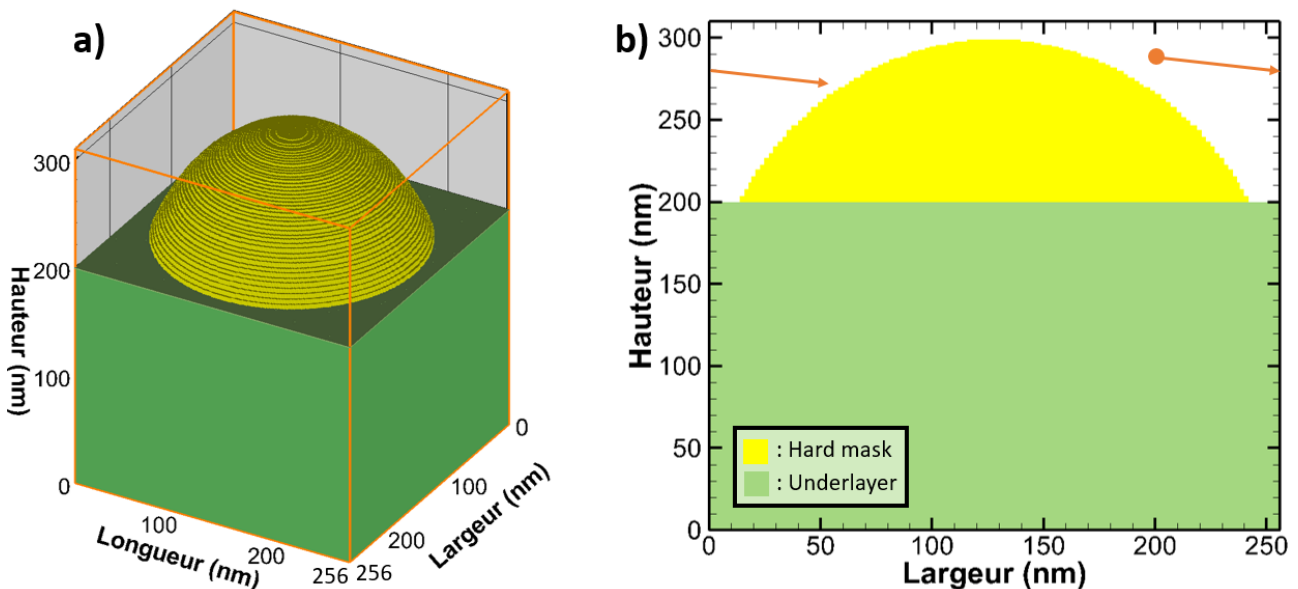 a)
300
200
100
0
Hauteur (nm)
100
200
256
Longueur (nm)
256
200
100
0
Largeur (nm)
b)
300
250
200
150
100
50
0
Hauteur (nm)
: Hard mask
: Underlayer
0 50 100 150 200 250
Largeur (nm)